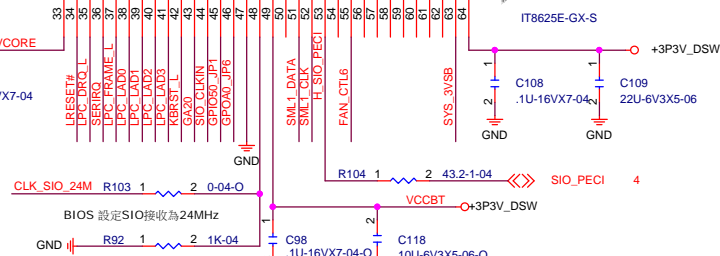 33
34
35
36
37
38
39
40
41
42
43
44
45
46
47
48
49
50
51
52
53
54
55
56
57
58
59
60
61
62
63
64
IT8625E-GX-S
VCORE
VX7-04
LRESET#
LPC_DRQ_L
SERIRQ
LPC_FRAME_L
LPC_LAD0
LPC_LAD1
LPC_LAD2
LPC_LAD3
KBRST_L
GA20
SIO_CLKIN
GPIO50_JP1
GPOA0_JP6
GND
SML1_DATA
SML1_CLK
H_SIO_PECI
FAN_CTL6
SYS_3VSB
+3P3V_DSW
1
C108
.1U-16VX7-04
2
GND
1
C109
22U-6V3X5-06
2
GND
R104 1 2 43.2-1-04
SIO_PECI 4
CLK_SIO_24M R103 1 2 0-04-O
BIOS 設定SIO接收為24MHz
VCCBT +3P3V_DSW
GND R92 1 2 1K-04
1
C98
.1U-16VX7-04-O
2
C118
10U-6V3X5-06-O